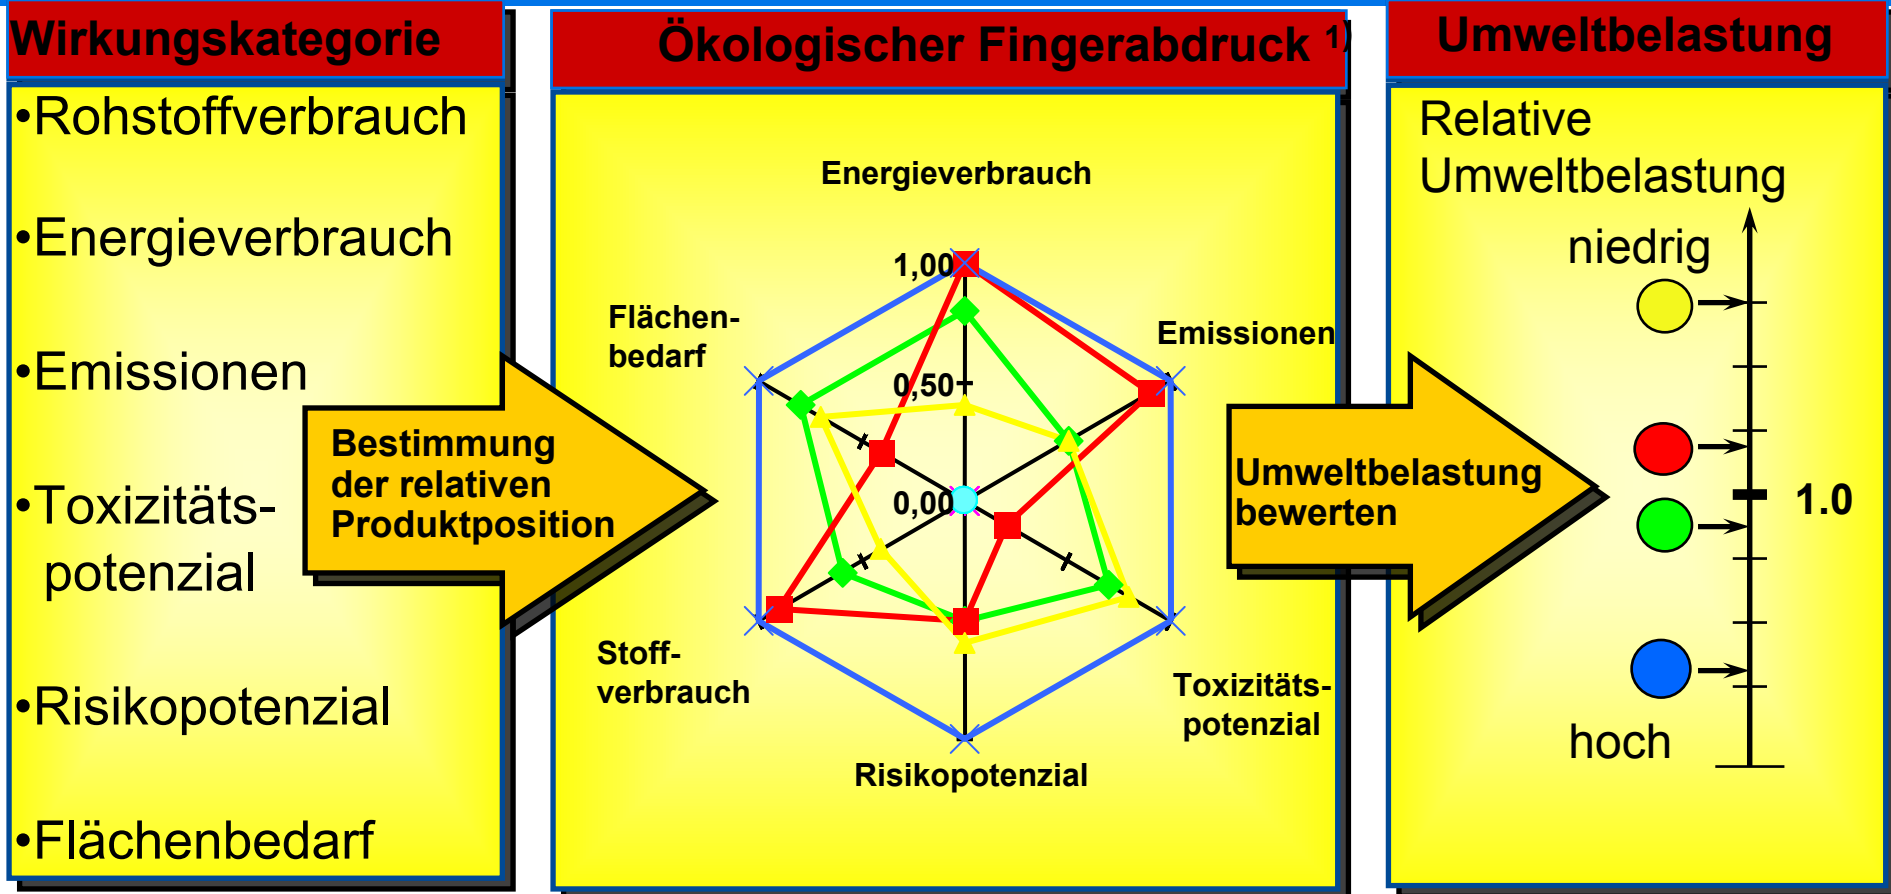 Wirkungskategorie
•Rohstoffverbrauch
•Energieverbrauch
•Emissionen
•Toxizitäts-
potenzial
•Risikopotenzial
•Flächenbedarf
Bestimmung
der relativen
Produktposition
Ökologischer Fingerabdruck 1)
Energieverbrauch
1,00
Flächen-
bedarf
Emissionen
0,50
0,00
Stoff-
verbrauch
Toxizitäts-
potenzial
Risikopotenzial
Umweltbelastung
bewerten
Umweltbelastung
Relative
Umweltbelastung
niedrig
1.0
hoch